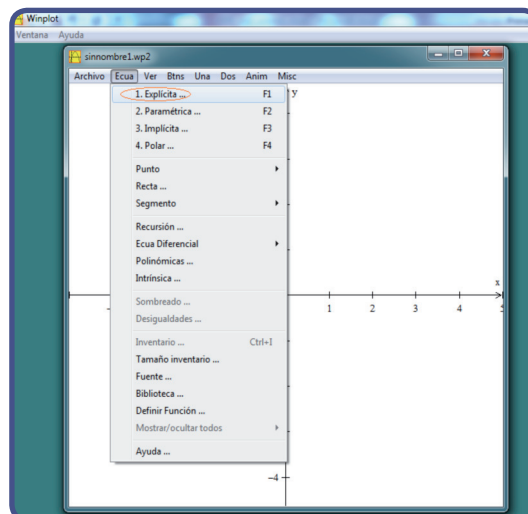 Winplot
Ventana Ayuda
sinnombre1.wp2
Archivo Ecua Ver Btns Una Dos Anim Misc
1. Explícita ... F1
2. Paramétrica ... F2
3. Implícita ... F3
4. Polar ... F4
Punto
Recta ...
Segmento
Recursión ...
Ecua Diferencial
Polinómicas ...
Intrínsica ...
Sombreado ...
Desigualdades ...
Inventario ... Ctrl+I
Tamaño inventario ...
Fuente ...
Biblioteca ...
Definir Función ...
Mostrar/ocultar todos
Ayuda ...
y
x
1 2 3 4 5
-4